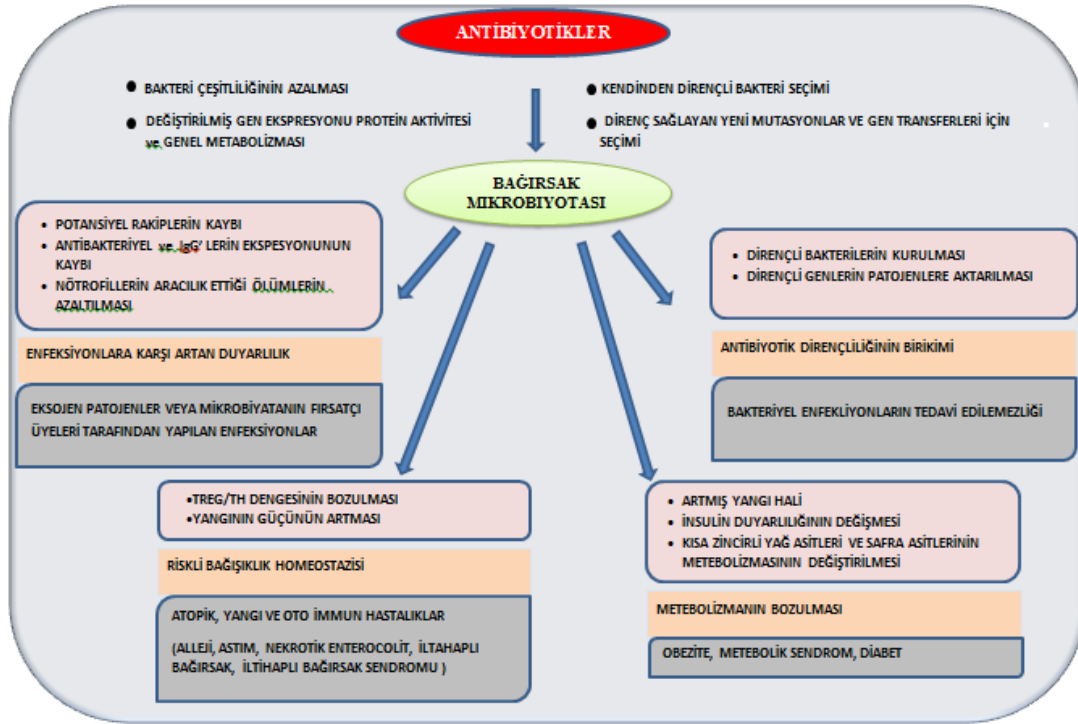 ANTİBİYOTİKLER
BAKTERİ ÇEŞİTLİLİĞİNİN AZALMASI
DEĞİŞTİRİLMİŞ GEN EKSPRESYONU PROTEİN AKTİVİTESİ
ve GENEL METABOLİZMASI
KENDİNDEN DİRENÇLİ BAKTERİ SEÇİMİ
DİRENÇ SAĞLAYAN YENİ MUTASYONLAR VE GEN TRANSFERLERİ İÇİN
SEÇİMİ
BAĞIRSAK
MIKROBIYOTASI
POTANSİYEL RAKİPLERİN KAYBI
ANTİBAKTERİYEL ve IgG' LERİN EKSPESYONUNUN
KAYBI
NÖTROFİLLERİN ARACILIK ETTİĞİ ÖLÜMLERİN
AZALTILMASI
ENFEKSİYONLARA KARŞI ARTAN DUYARLILIK
EKSOJEN PATOJENLER VEYA MİKROBİYATANIN FIRSATÇI
ÜYELERİ TARAFINDAN YAPILAN ENFEKSİYONLAR
DİRENÇLİ BAKTERİLERİN KURULMASI
DİRENÇLİ GENLERİN PATOJENLERE AKTARILMASI
ANTİBİYOTİK DİRENÇLİLİĞİNİN BİRİKİMİ
BAKTERİYEL ENFEKLİYONLARIN TEDAVİ EDİLEMEZLİĞİ
TREG/TH DENGESİNİN BOZULMASI
YANGININ GÜÇÜNÜN ARTMASI
RİSKLİ BAĞIŞIKLIK HOMEOSTAZİSİ
ATOPİK, YANGI VE OTO İMMUN HASTALIKLAR
(ALLEJİ, ASTIM, NEKROTİK ENTEROCOLİT, İLTAHAPLI
BAĞIRSAK, İLTİHAPLI BAĞIRSAK SENDROMU )
ARTMIŞ YANGI HALİ
İNSULİN DUYARLILIĞININ DEĞİŞMESİ
KISA ZİNCİRLİ YAĞ ASİTLERİ VE SAFRA ASİTLERİNİN
METEBOLİZMASININ DEĞİŞTİRİLMESİ
METEBOLİZMANIN BOZULMASI
OBEZİTE, METEBOLİK SENDROM, DİABET